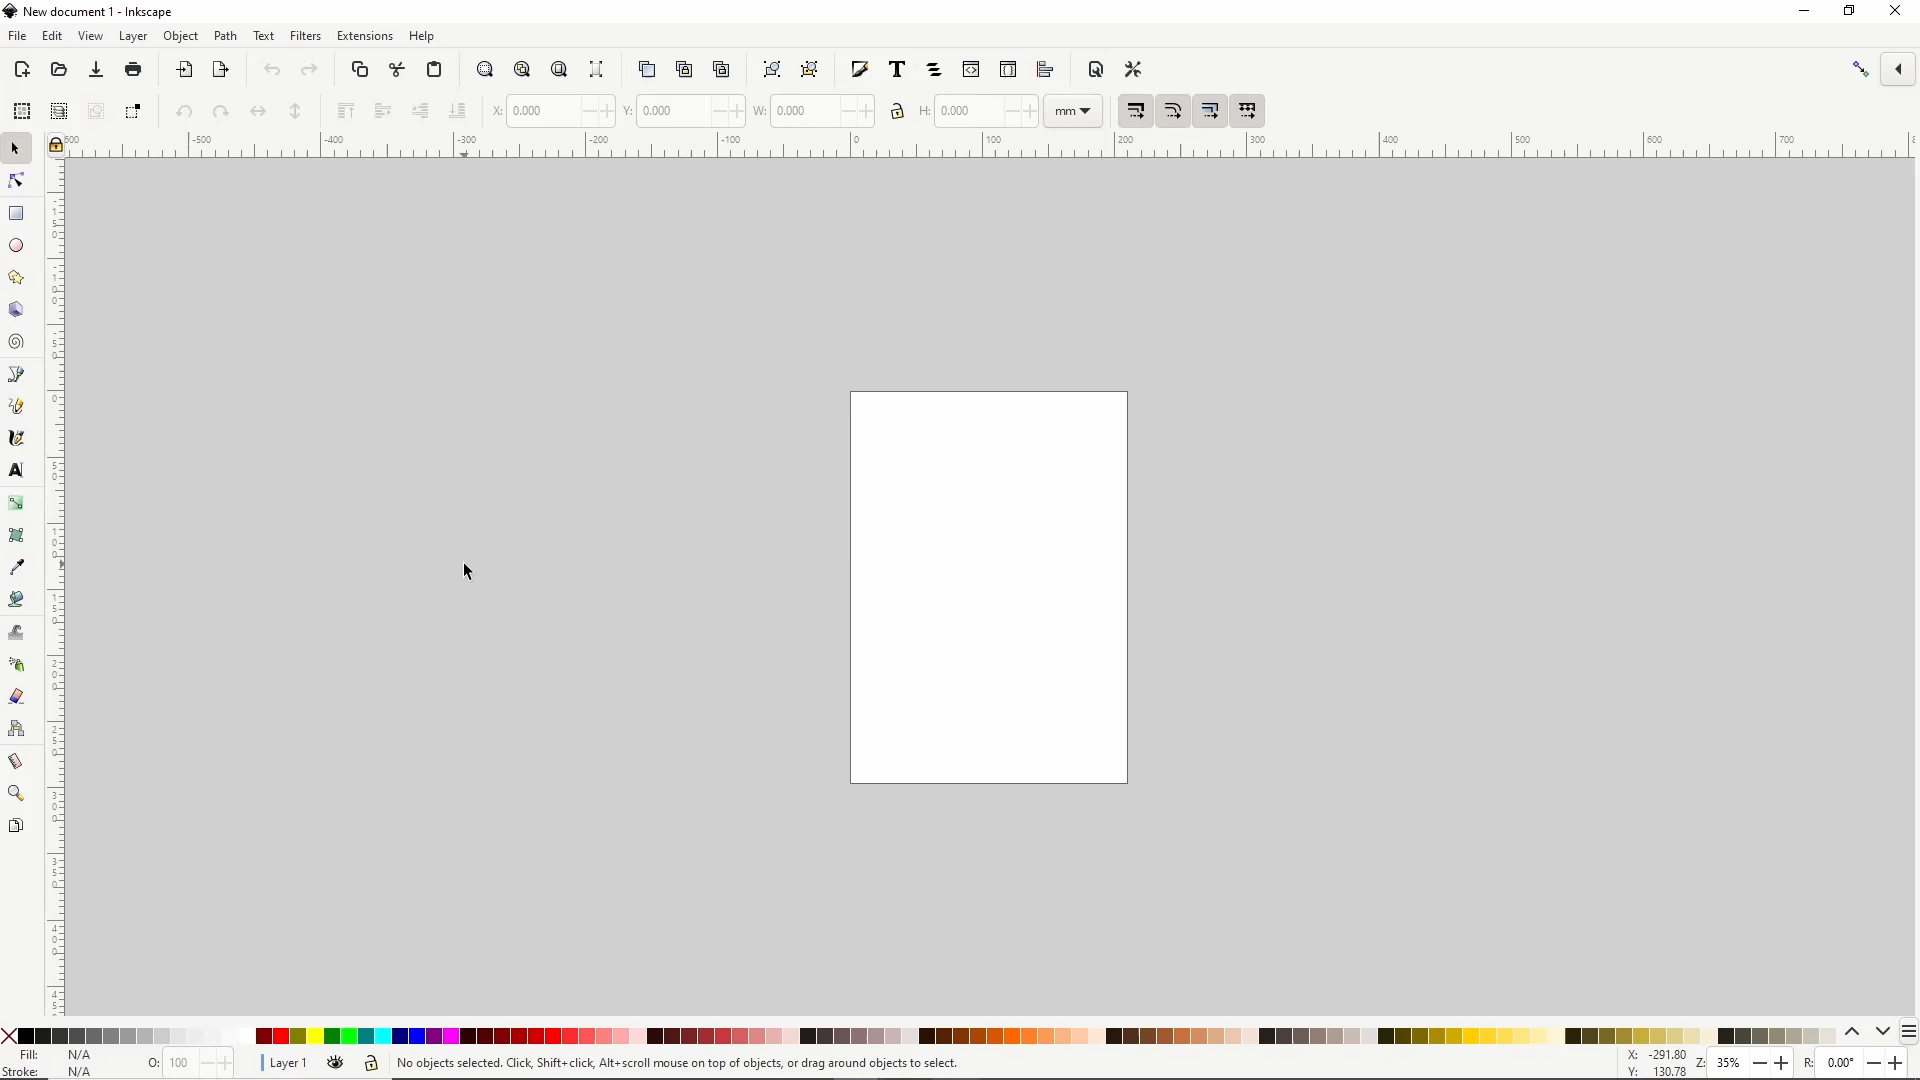 New document 1 - Inkscape
File Edit View Layer Object Path Text Filters Extensions Help
X: 0.000 Y: 0.000 W: 0.000 H: 0.000 mm
-500 -400 -300 -200 -100 0 100 200 300 400 500 600 700
Fill: N/A
Stroke: N/A
O: 100
Layer 1
No objects selected. Click, Shift+click, Alt+scroll mouse on top of objects, or drag around objects to select.
X: -291.80
Y: 130.78
Z: 35%
R: 0.00°